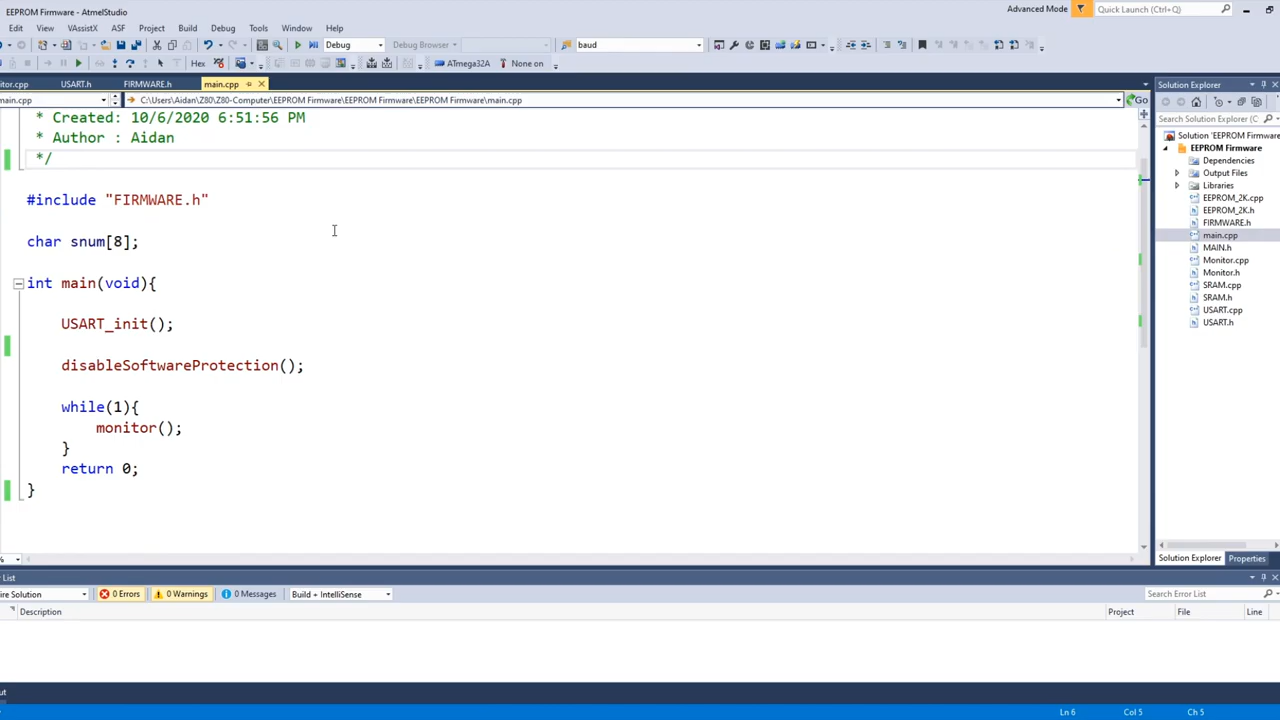 EEPROM Firmware - AtmelStudio
Advanced Mode
Quick Launch (Ctrl+Q)
Edit View VAssistX ASF Project Build Debug Tools Window Help
Debug Debug Browser baud
Hex ATmega32A None on
tor.cpp USART.h FIRMWARE.h main.cpp
main.cpp C:\Users\Aidan\Z80\Z80-Computer\EEPROM Firmware\EEPROM Firmware\EEPROM Firmware\main.cpp Go
* Created: 10/6/2020 6:51:56 PM
* Author : Aidan
*/
#include "FIRMWARE.h"
char snum[8];
int main(void){
USART_init();
disableSoftwareProtection();
while(1){
monitor();
}
return 0;
}
Solution Explorer
Search Solution Explorer (C
Solution 'EEPROM Firmware
EEPROM Firmware
Dependencies
Output Files
Libraries
EEPROM_2K.cpp
EEPROM_2K.h
FIRMWARE.h
main.cpp
MAIN.h
Monitor.cpp
Monitor.h
SRAM.cpp
SRAM.h
USART.cpp
USART.h
Solution Explorer Properties
%
List
ire Solution 0 Errors 0 Warnings 0 Messages Build + IntelliSense Search Error List
Description Project File Line
ut
Ln 6 Col 5 Ch 5